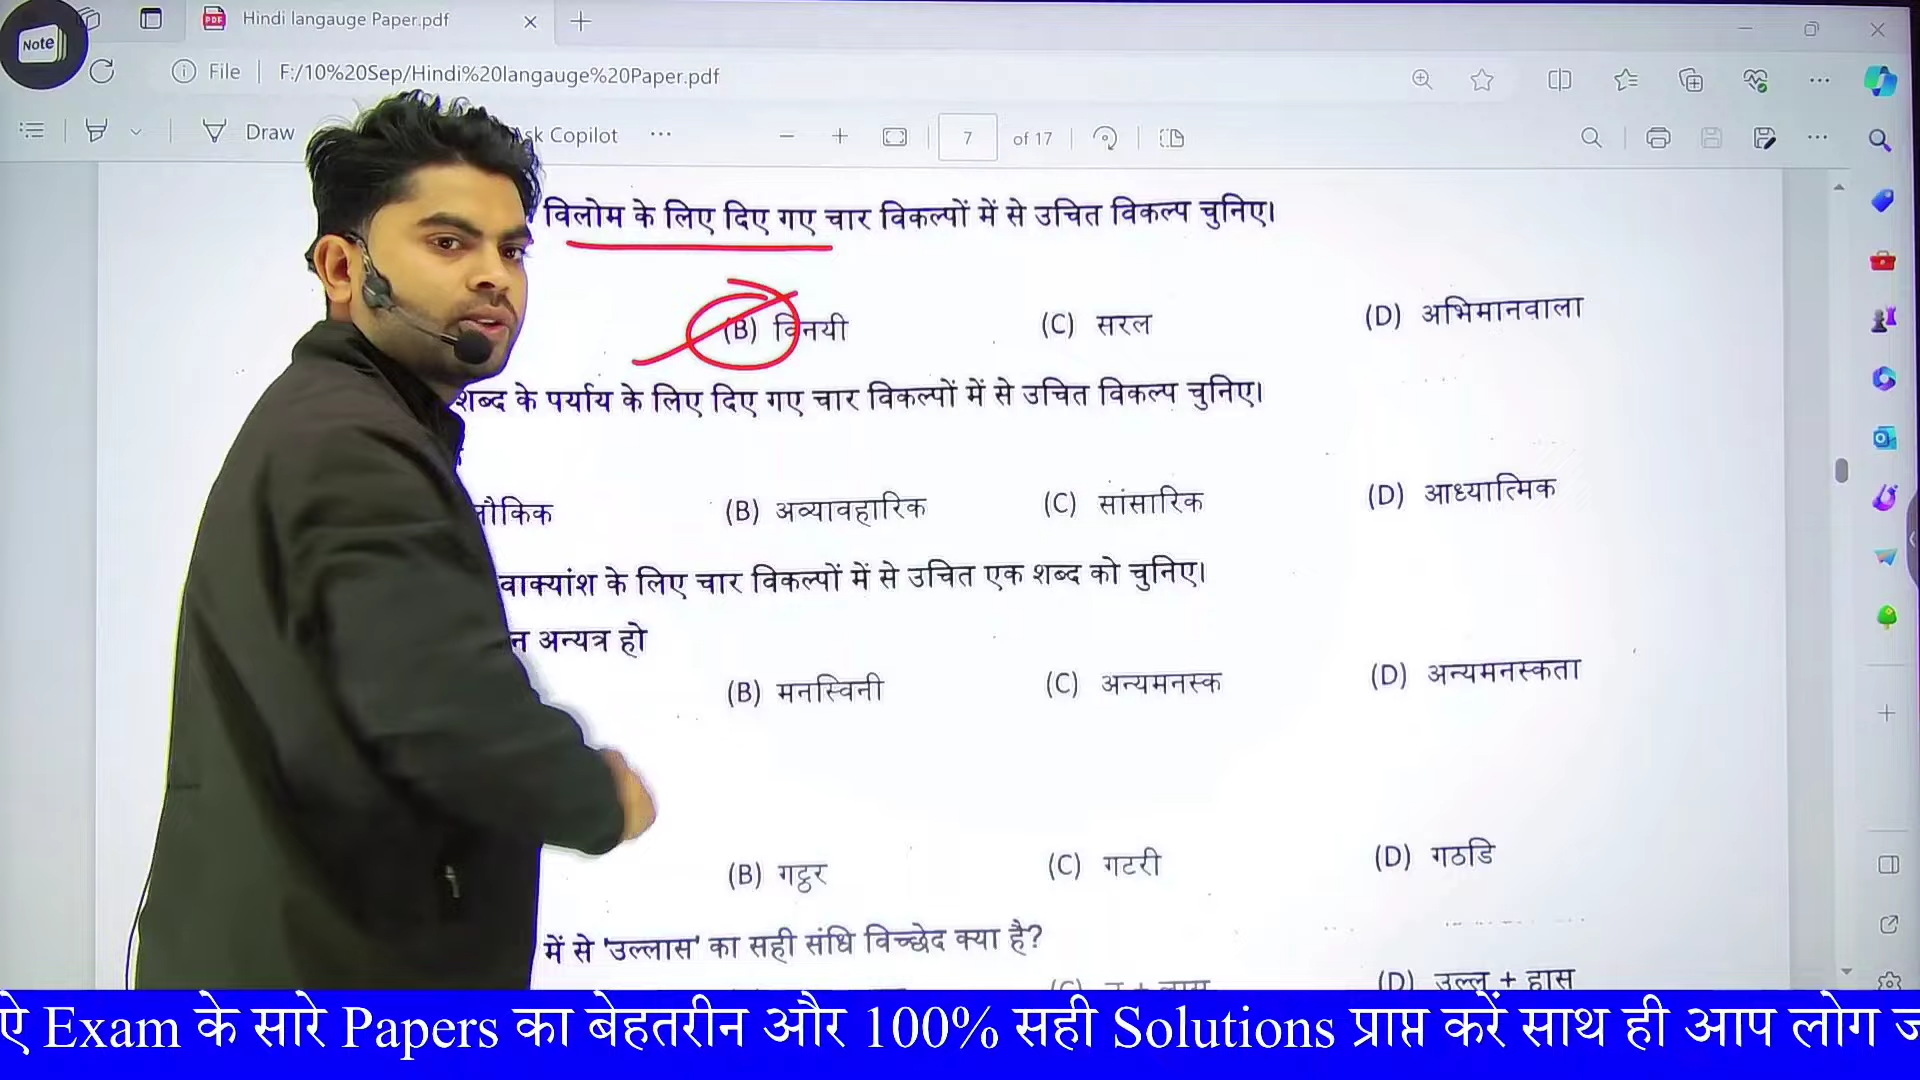 Note
Hindi langauge Paper.pdf
File
F:/10%20Sep/Hindi%20langauge%20Paper.pdf
Draw
Ask Copilot
7 of 17
विलोम के लिए दिए गए चार विकल्पों में से उचित विकल्प चुनिए।
(B) विनयी (C) सरल (D) अभिमानवाला
शब्द के पर्याय के लिए दिए गए चार विकल्पों में से उचित विकल्प चुनिए।
लौकिक (B) अव्यावहारिक (C) सांसारिक (D) आध्यात्मिक
वाक्यांश के लिए चार विकल्पों में से उचित एक शब्द को चुनिए।
न अन्यत्र हो
(B) मनस्विनी (C) अन्यमनस्क (D) अन्यमनस्कता
(B) गट्ठर (C) गटरी (D) गठडि
में से 'उल्लास' का सही संधि विच्छेद क्या है?
(D) उल्ल + हास
ऐ Exam के सारे Papers का बेहतरीन और 100% सही Solutions प्राप्त करें साथ ही आप लोग